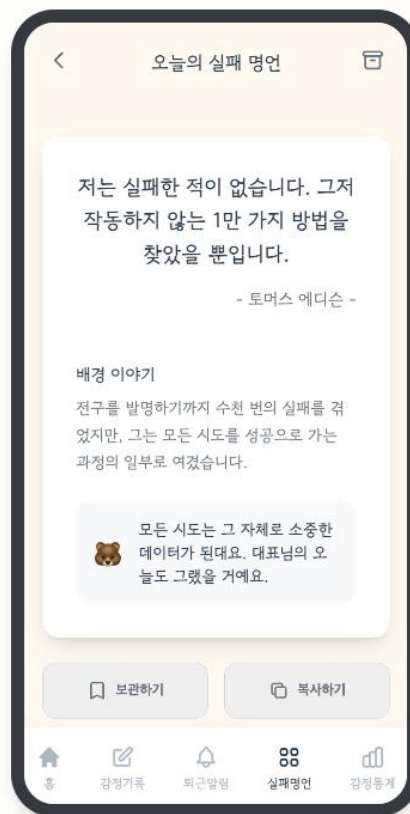 오늘의 실패 명언
저는 실패한 적이 없습니다. 그저
작동하지 않는 1만 가지 방법을
찾았을 뿐입니다.
- 토머스 에디슨 -
배경 이야기
전구를 발명하기까지 수천 번의 실패를 겪
었지만, 그는 모든 시도를 성공으로 가는
과정의 일부로 여겼습니다.
모든 시도는 그 자체로 소중한
데이터가 된대요. 대표님의 오
늘도 그랬을 거예요.
보관하기 복사하기
홈 감정기록 퇴근알림 실패명언 감정통계